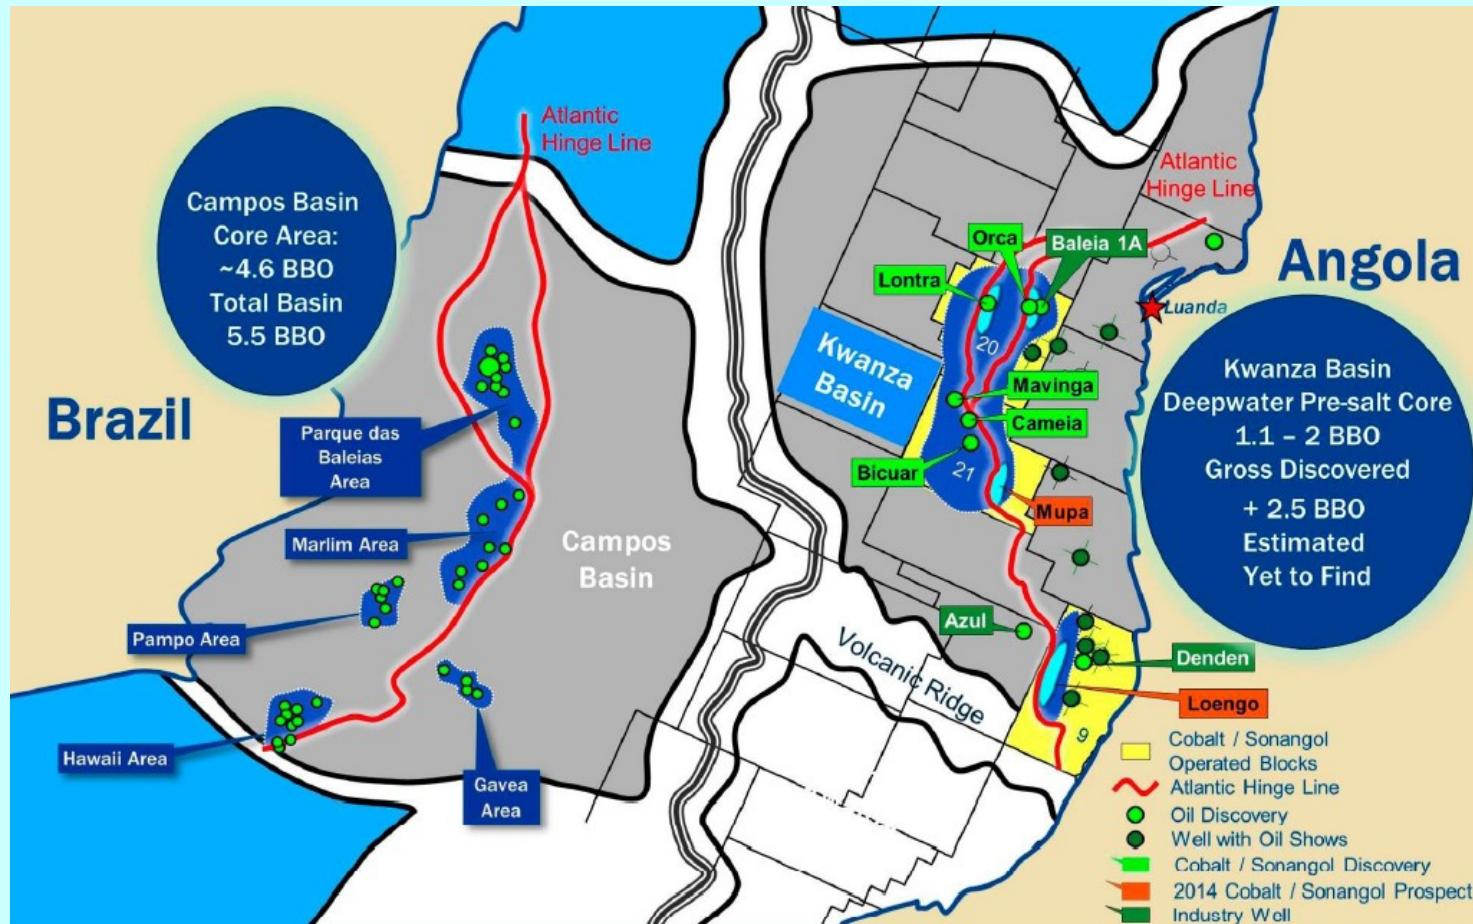 Atlantic
Hinge Line
Campos Basin
Core Area:
~4.6 BBO
Total Basin
5.5 BBO
Brazil
Parque das
Baleias
Area
Marlim Area
Campos
Basin
Pampo Area
Hawaii Area
Gavea
Area
Atlantic
Hinge Line
Orca
Baleia 1A
Lontra
Angola
Luanda
20
Kwanza
Basin
Mavinga
Cameia
Bicuar
21
Mupa
Kwanza Basin
Deepwater Pre-salt Core
1.1 – 2 BBO
Gross Discovered
+ 2.5 BBO
Estimated
Yet to Find
Azul
Volcanic Ridge
Denden
Loengo
9
Cobalt / Sonangol
Operated Blocks
Atlantic Hinge Line
Oil Discovery
Well with Oil Shows
Cobalt / Sonangol Discovery
2014 Cobalt / Sonangol Prospect
Industry Well